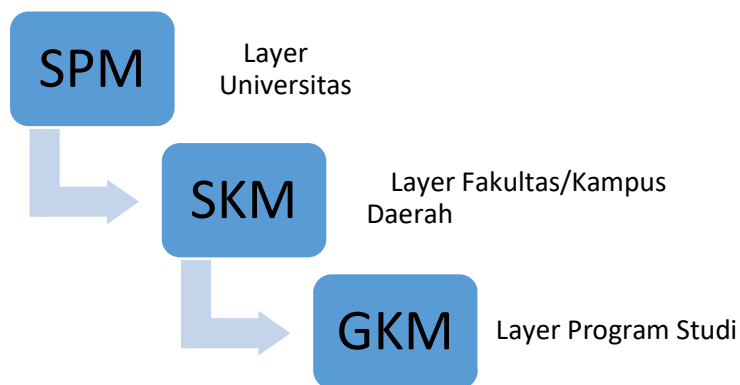 SPM
Layer
Universitas
SKM
Layer Fakultas/Kampus
Daerah
GKM
Layer Program Studi